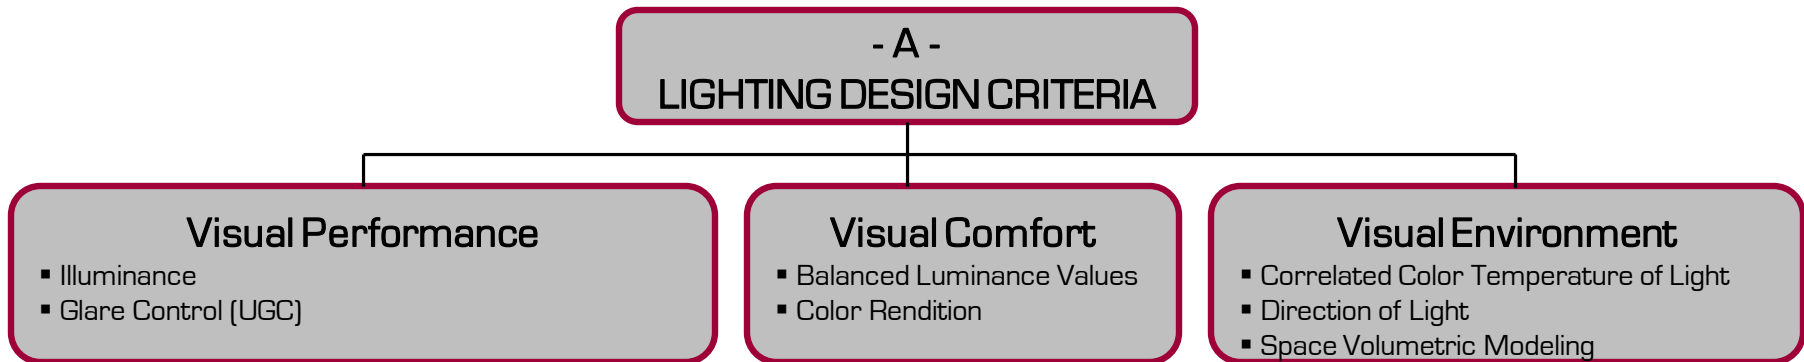 - A -
LIGHTING DESIGN CRITERIA
Visual Performance
▪ Illuminance
▪ Glare Control (UGC)
Visual Comfort
▪ Balanced Luminance Values
▪ Color Rendition
Visual Environment
▪ Correlated Color Temperature of Light
▪ Direction of Light
▪ Space Volumetric Modeling